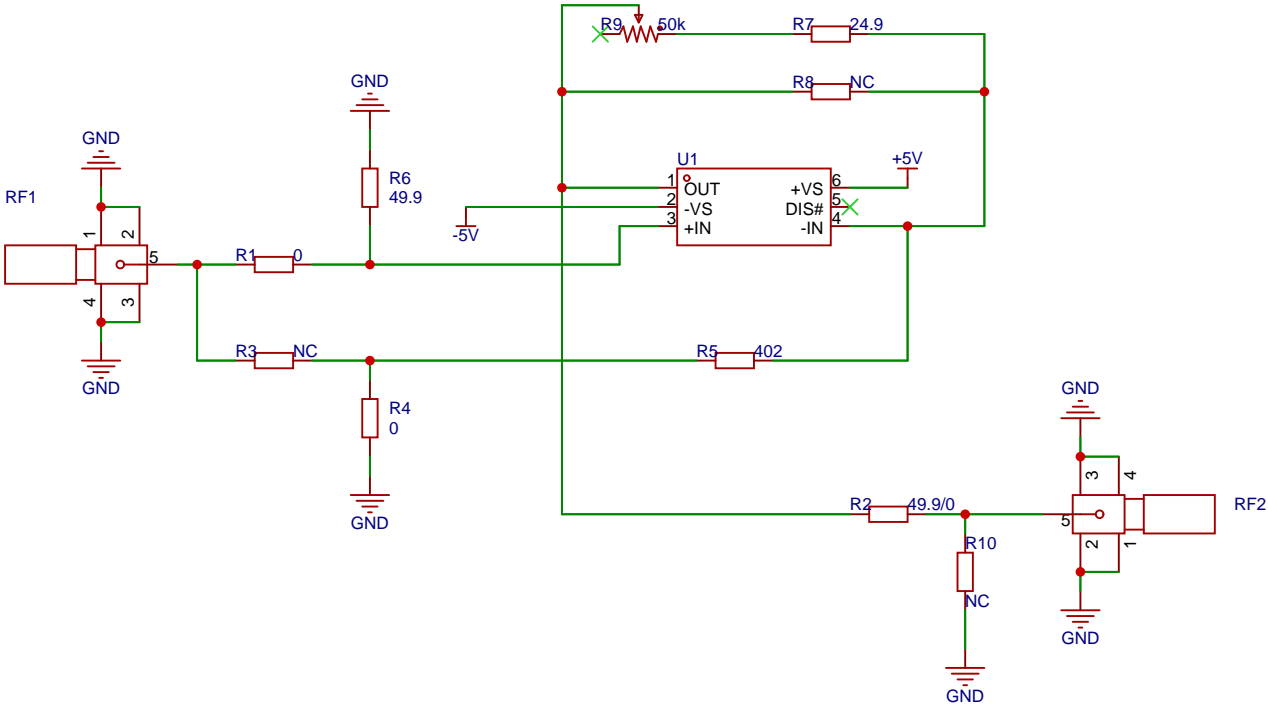 R9 50k
R7 24.9
R8 NC
GND
R6
49.9
GND
RF1
1
2
5
4
3
GND
R1 0
R3 NC
R4
0
GND
-5V
U1
1 OUT
2 -VS
3 +IN
+VS 6
DIS# 5
-IN 4
+5V
R5 402
R2 49.9/0
R10
NC
GND
GND
3
4
5
2
1
RF2
GND